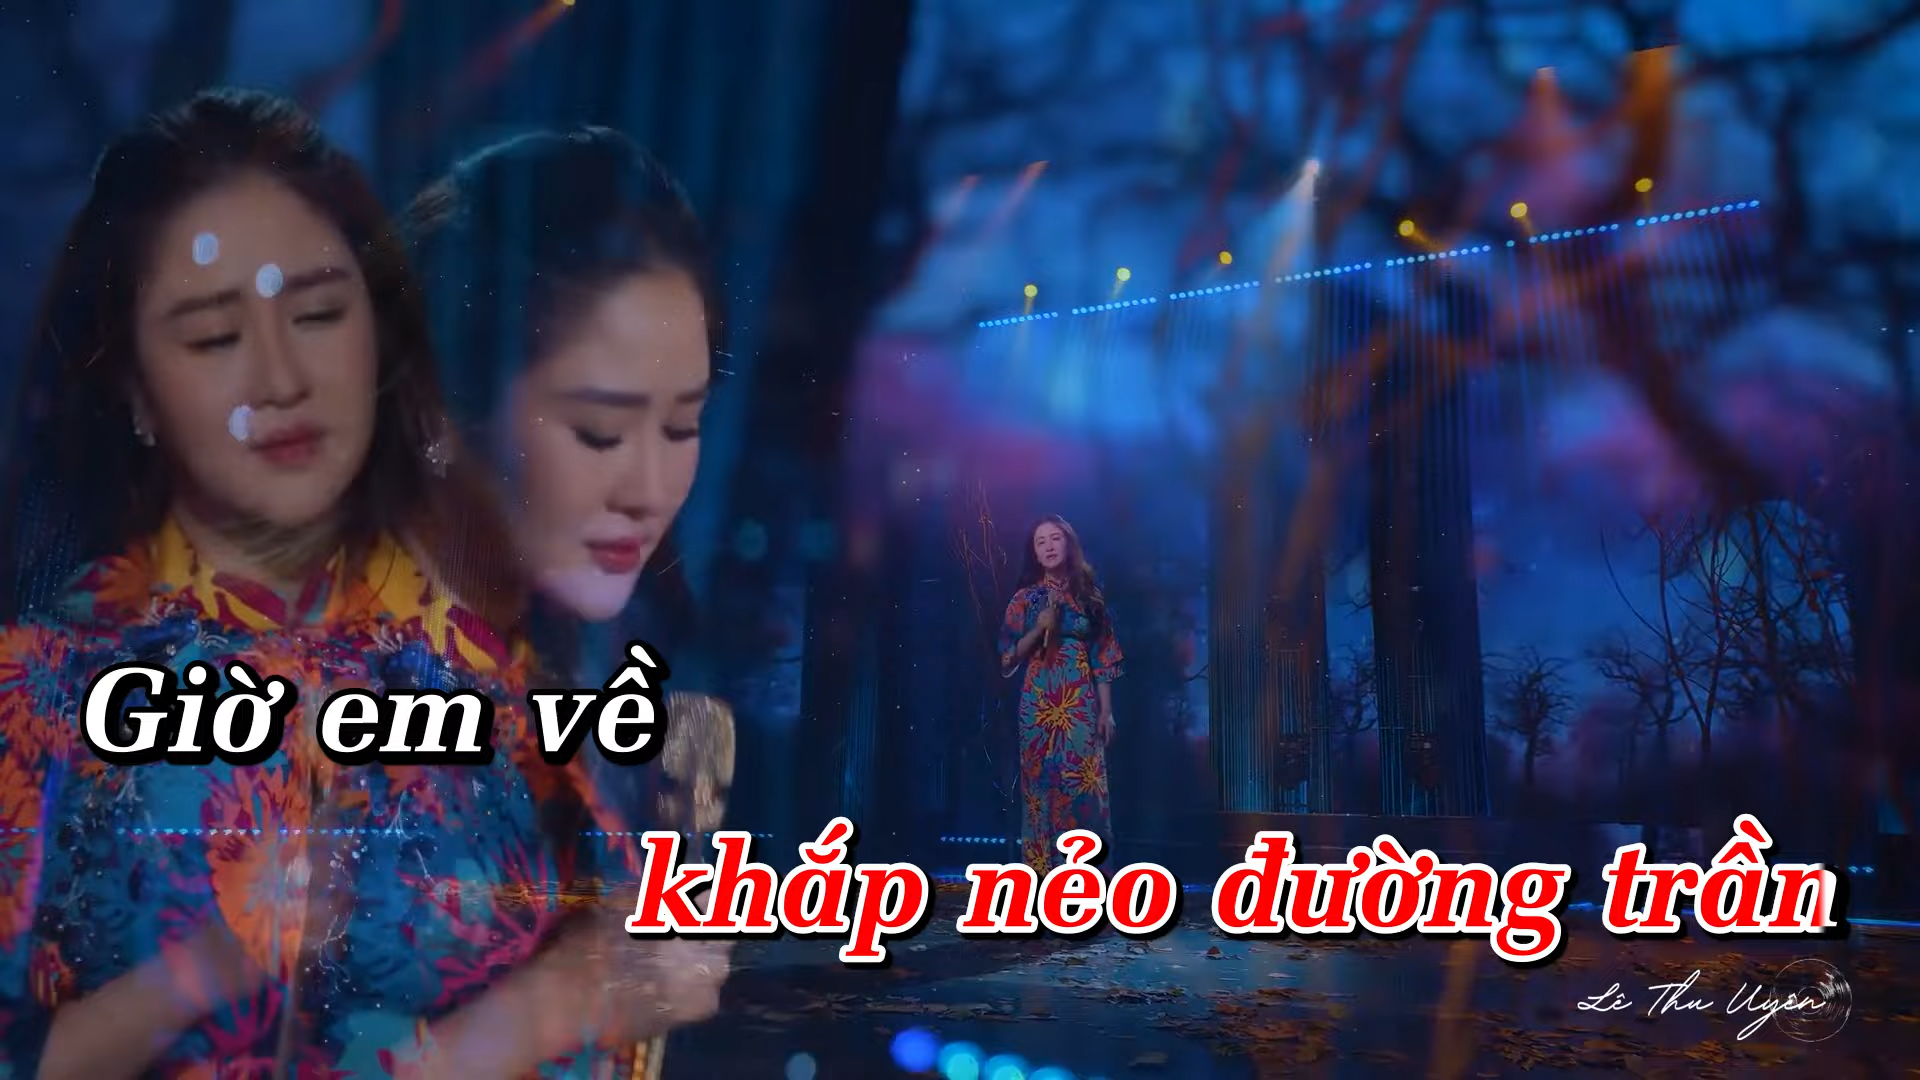 Giờ em về
khắp nẻo đường trần
Lê Thu Uyên